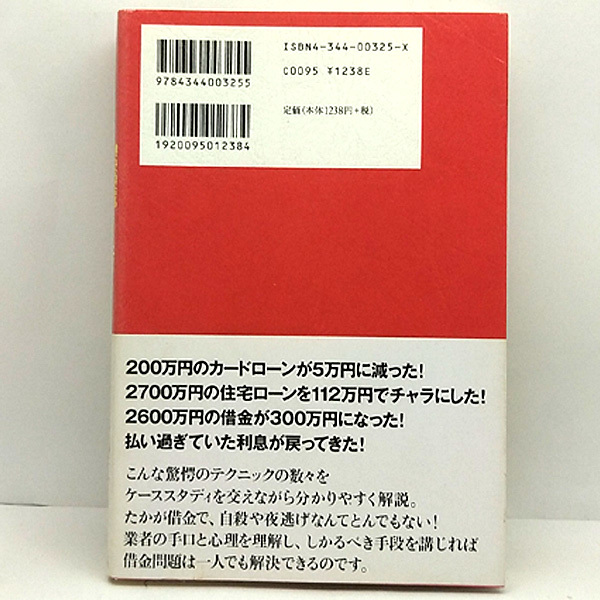 ISBN4-344-00325-X
C0095 ¥1238E
定価(本体1238円+税)
9784344003255
1920095012384
200万円のカードローンが5万円に減った!
2700万円の住宅ローンを112万円でチャラにした!
2600万円の借金が300万円になった!
払い過ぎていた利息が戻ってきた!
こんな驚愕のテクニックの数々を
ケーススタディを交えながら分かりやすく解説。
たかが借金で、自殺や夜逃げなんてとんでもない!
業者の手口と心理を理解し、しかるべき手段を講じれば
借金問題は一人でも解決できるのです。